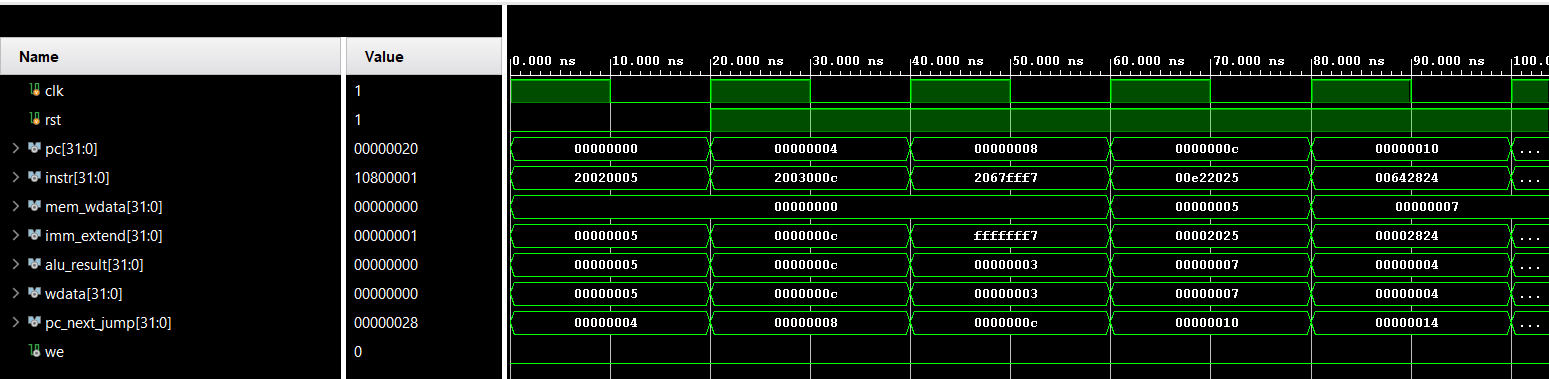 Name Value
0.000 ns 10.000 ns 20.000 ns 30.000 ns 40.000 ns 50.000 ns 60.000 ns 70.000 ns 80.000 ns 90.000 ns 100.0
clk 1
rst 1
pc[31:0] 00000020 00000000 00000004 00000008 0000000c 00000010 ...
instr[31:0] 10800001 20020005 2003000c 2067fff7 00e22025 00642824 ...
mem_wdata[31:0] 00000000 00000000 00000005 00000007
imm_extend[31:0] 00000001 00000005 0000000c fffffff7 00002025 00002824 ...
alu_result[31:0] 00000000 00000005 0000000c 00000003 00000007 00000004 ...
wdata[31:0] 00000000 00000005 0000000c 00000003 00000007 00000004 ...
pc_next_jump[31:0] 00000028 00000004 00000008 0000000c 00000010 00000014 ...
we 0